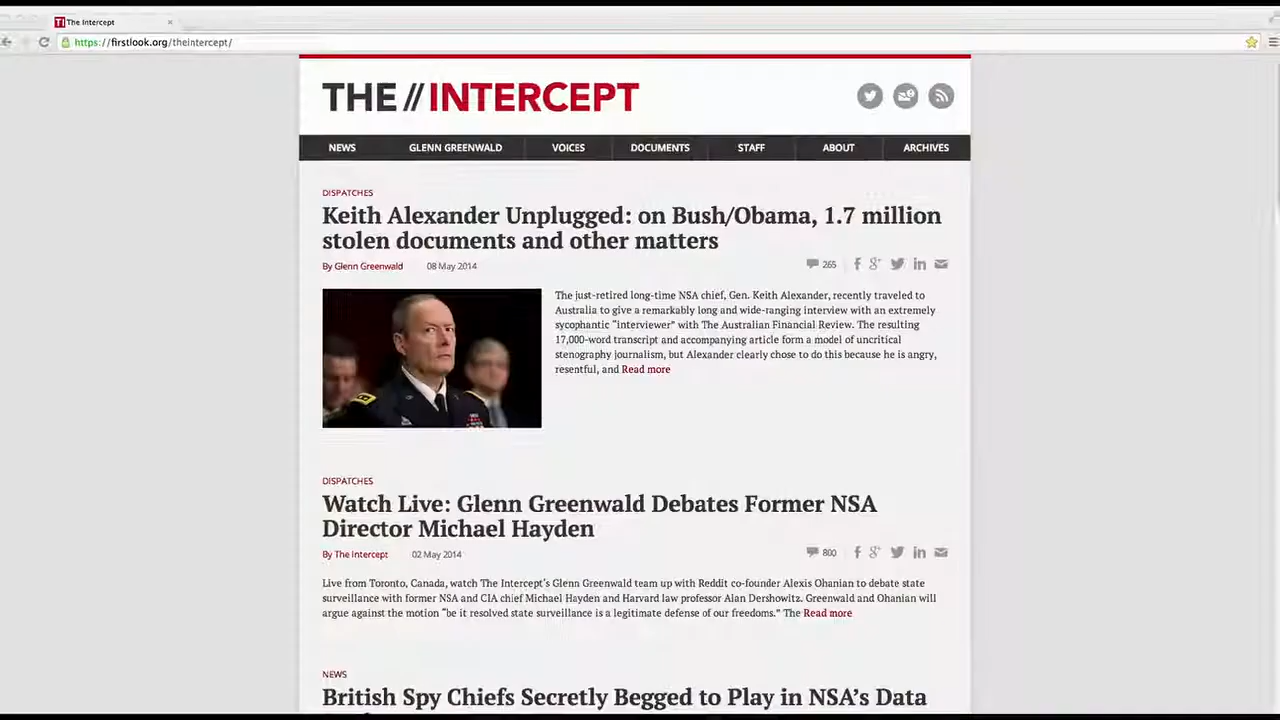 The Intercept
https://firstlook.org/theintercept/
THE // INTERCEPT
NEWS GLENN GREENWALD VOICES DOCUMENTS STAFF ABOUT ARCHIVES
DISPATCHES
Keith Alexander Unplugged: on Bush/Obama, 1.7 million
stolen documents and other matters
By Glenn Greenwald 08 May 2014 265
The just-retired long-time NSA chief, Gen. Keith Alexander, recently traveled to
Australia to give a remarkably long and wide-ranging interview with an extremely
sycophantic "interviewer" with The Australian Financial Review. The resulting
17,000-word transcript and accompanying article form a model of uncritical
stenography journalism, but Alexander clearly chose to do this because he is angry,
resentful, and Read more
DISPATCHES
Watch Live: Glenn Greenwald Debates Former NSA
Director Michael Hayden
By The Intercept 02 May 2014 800
Live from Toronto, Canada, watch The Intercept's Glenn Greenwald team up with Reddit co-founder Alexis Ohanian to debate state
surveillance with former NSA and CIA chief Michael Hayden and Harvard law professor Alan Dershowitz. Greenwald and Ohanian will
argue against the motion "be it resolved state surveillance is a legitimate defense of our freedoms." The Read more
NEWS
British Spy Chiefs Secretly Begged to Play in NSA's Data